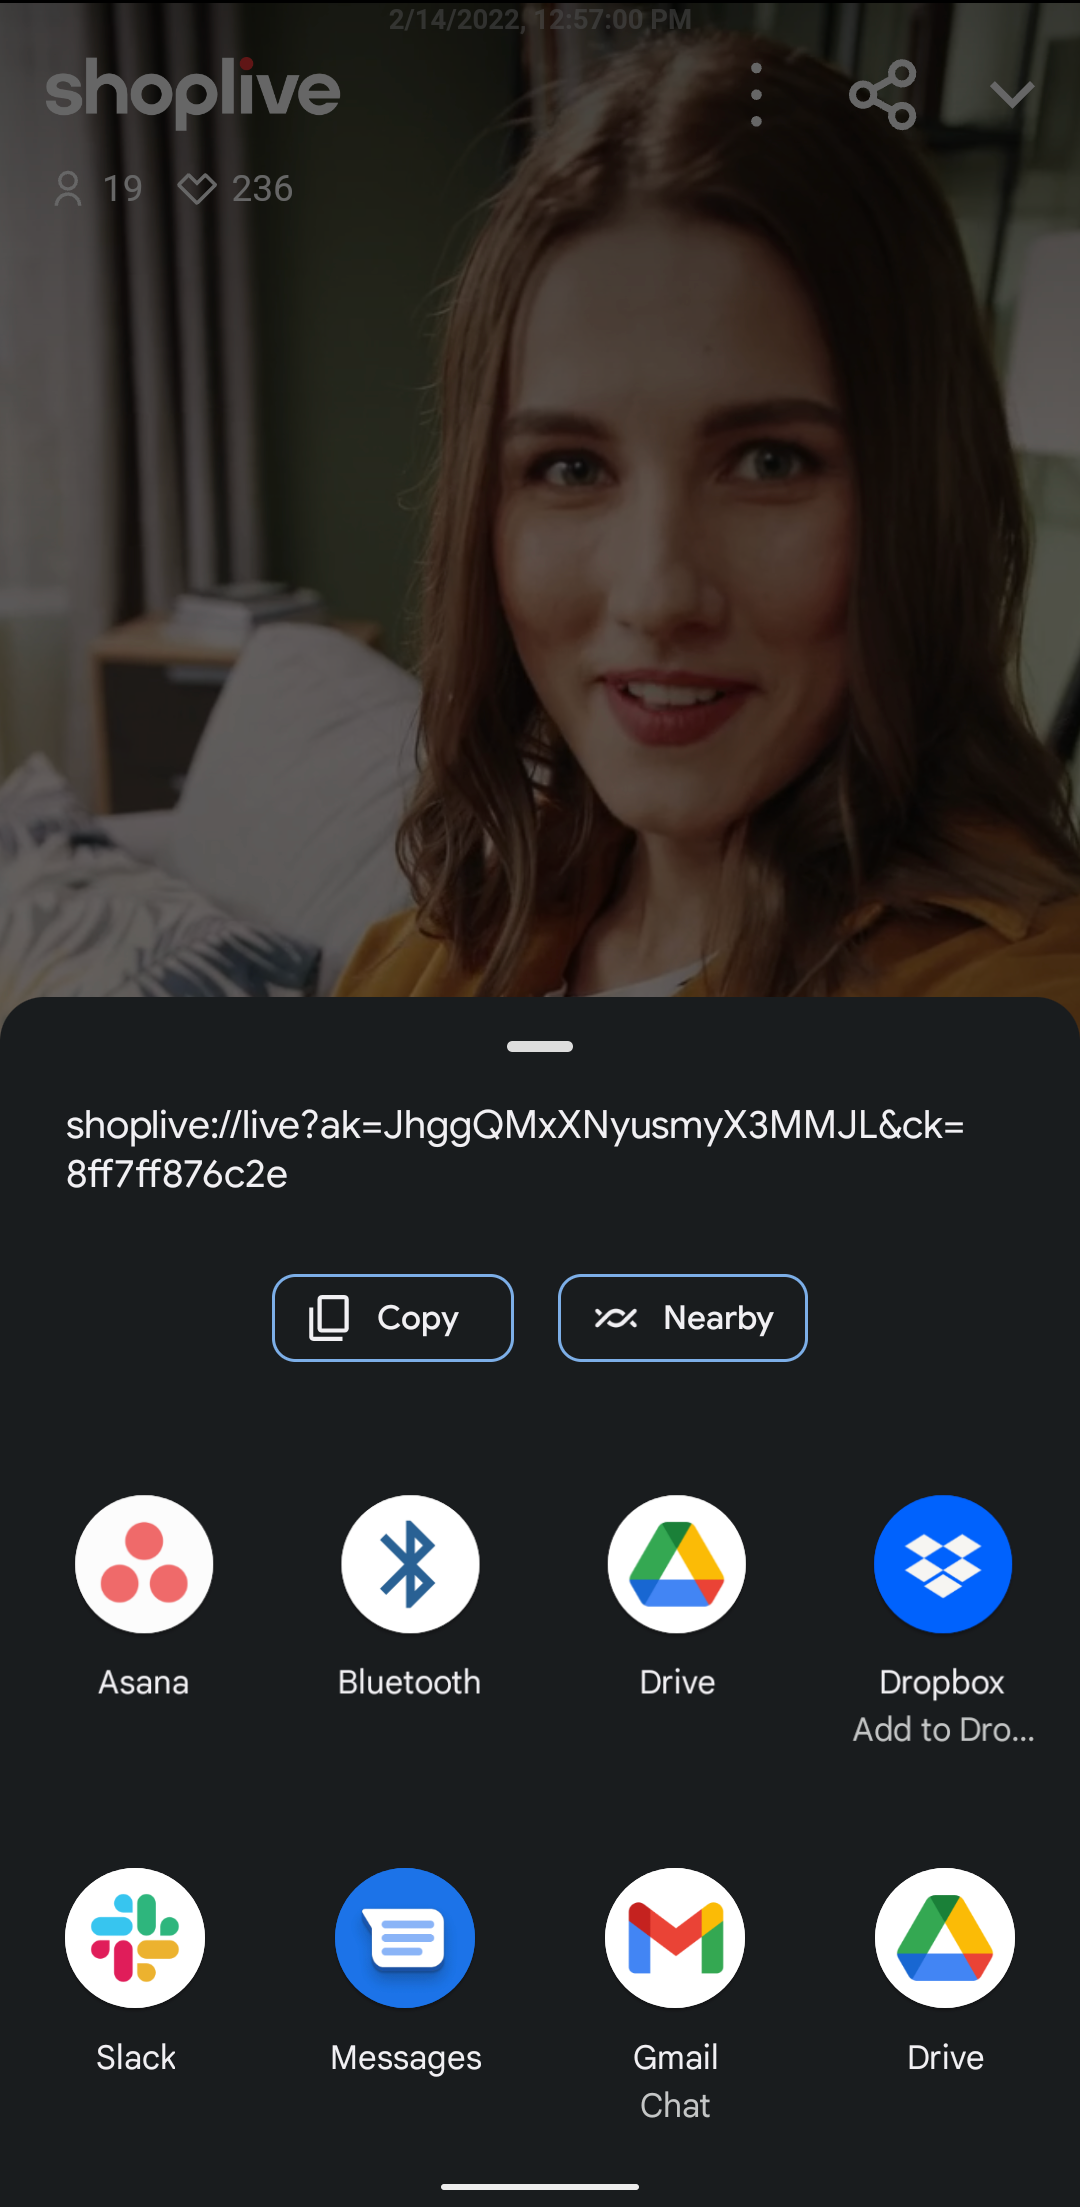 2/14/2022, 12:57:00 PM
shoplive
19 236
shoplive://live?ak=JhggQMxXNyusmyX3MMJL&ck=
8ff7ff876c2e
Copy Nearby
Asana Bluetooth Drive Dropbox
Add to Dro...
Slack Messages Gmail Drive
Chat